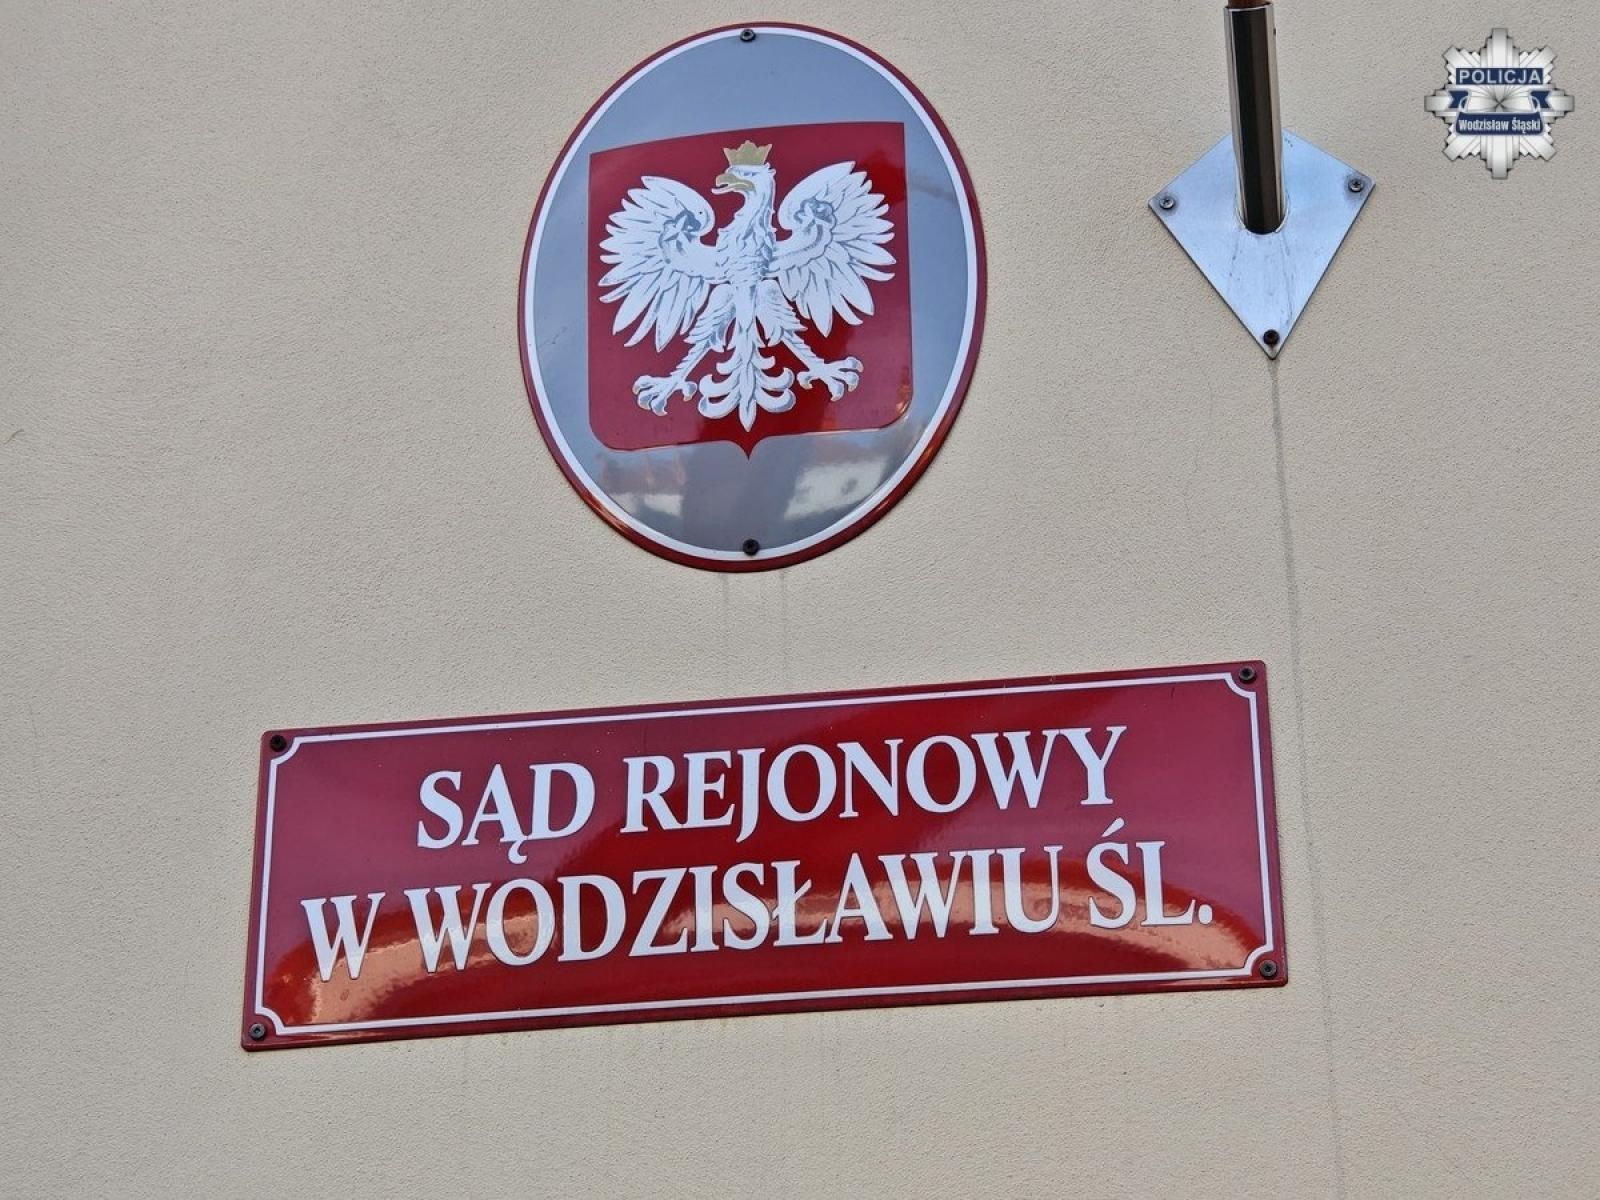 POLICJA
Wodzisław Śląski
SĄD REJONOWY
W WODZISŁAWIU ŚL.